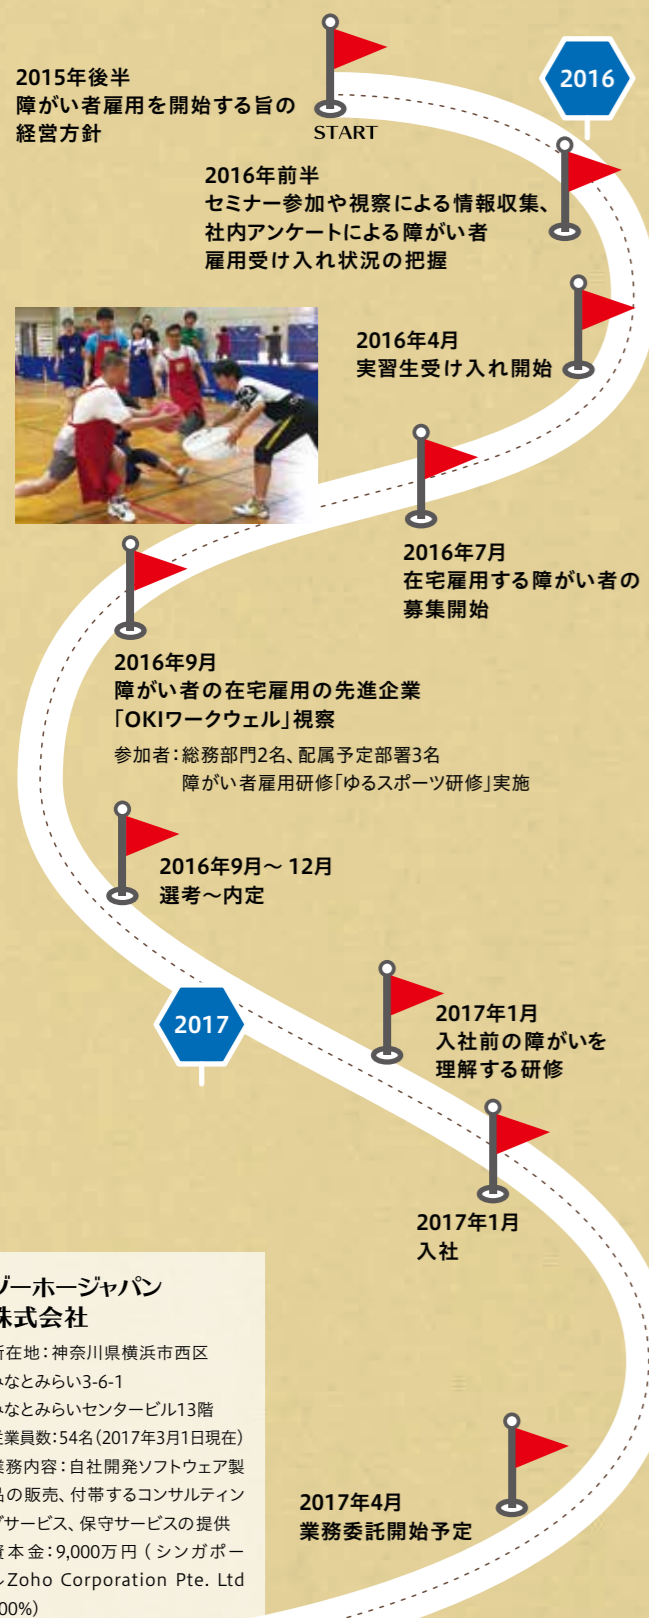 2015年後半
障がい者雇用を開始する旨の
経営方針
START
2016
2016年前半
セミナー参加や視察による情報収集、
社内アンケートによる障がい者
雇用受け入れ状況の把握
2016年4月
実習生受け入れ開始
2016年7月
在宅雇用する障がい者の
募集開始
2016年9月
障がい者の在宅雇用の先進企業
「OKIワークウェル」視察
参加者：総務部門2名、配属予定部署3名
障がい者雇用研修「ゆるスポーツ研修」実施
2016年9月～ 12月
選考～内定
2017
2017年1月
入社前の障がいを
理解する研修
2017年1月
入社
ゾーホージャパン
株式会社
所在地：神奈川県横浜市西区
みなとみらい3-6-1
みなとみらいセンタービル13階
従業員数：54名（2017年3月1日現在）
業務内容：自社開発ソフトウェア製
品の販売、付帯するコンサルティン
グサービス、保守サービスの提供
資本金：9,000万円（シンガポー
ルZoho Corporation Pte. Ltd
100%）
2017年4月
業務委託開始予定